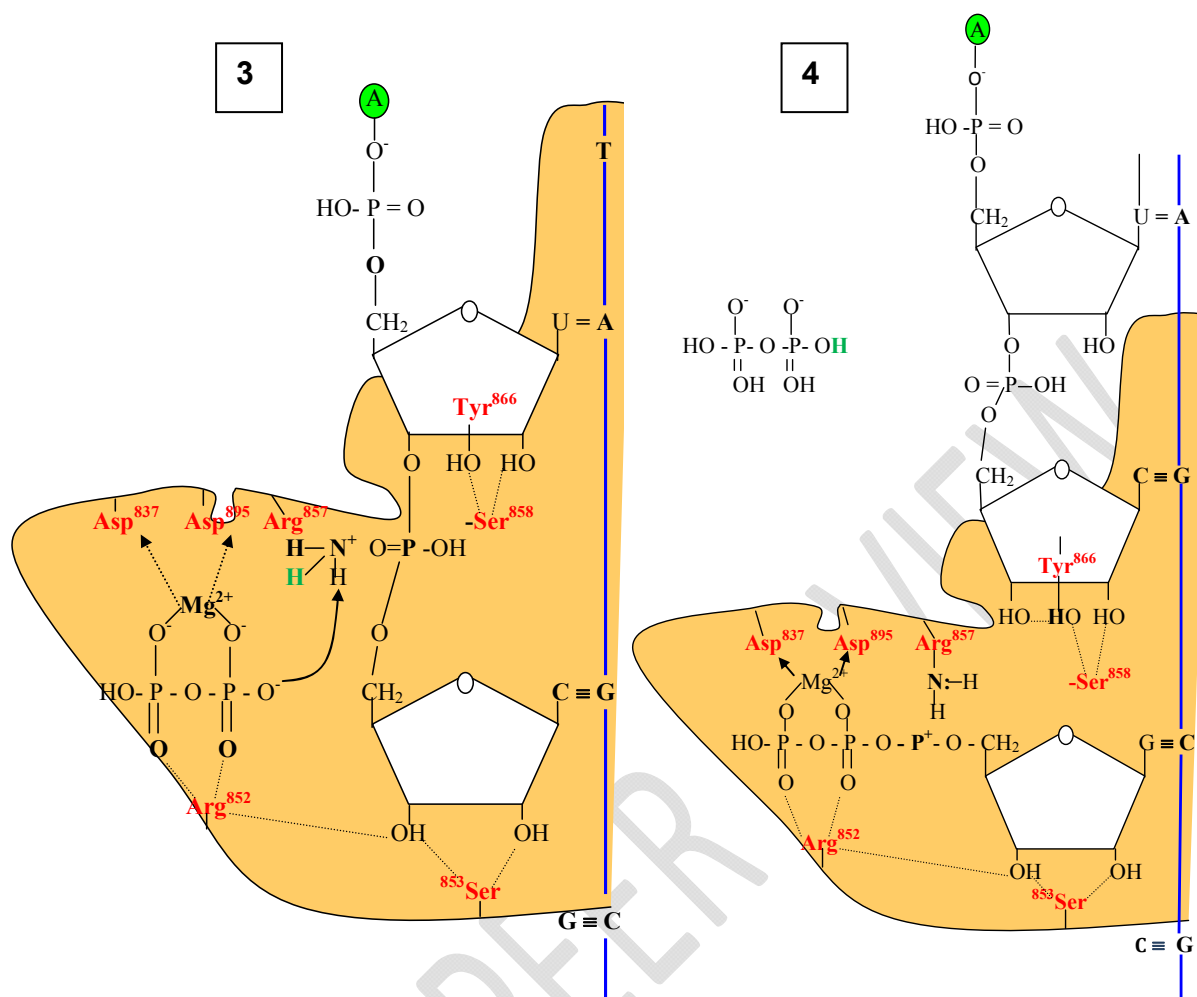 3
A
O-
HO- P = O
O
CH2
O
U = A
T
Tyr866
O
HO
HO
-Ser858
Asp837
Asp895
Arg857
H
N+
H
H
O=P -OH
Mg2+
O-
O-
HO-P - O - P - O-
O
O
O
CH2
O
C ≡ G
Arg852
OH
OH
853Ser
G ≡ C
4
A
O-
HO -P = O
O
CH2
O
U = A
O-
O-
HO - P - O - P - OH
OH
OH
O
HO
O = P - OH
O
CH2
O
C ≡ G
Tyr866
HO
HO
HO
-Ser858
Asp837
Asp895
Arg857
Mg2+
N:-H
H
O
O
HO- P - O - P - O - P+ - O - CH2
O
O
O
G ≡ C
Arg852
OH
OH
853Ser
C ≡ G
PEER
VIEW